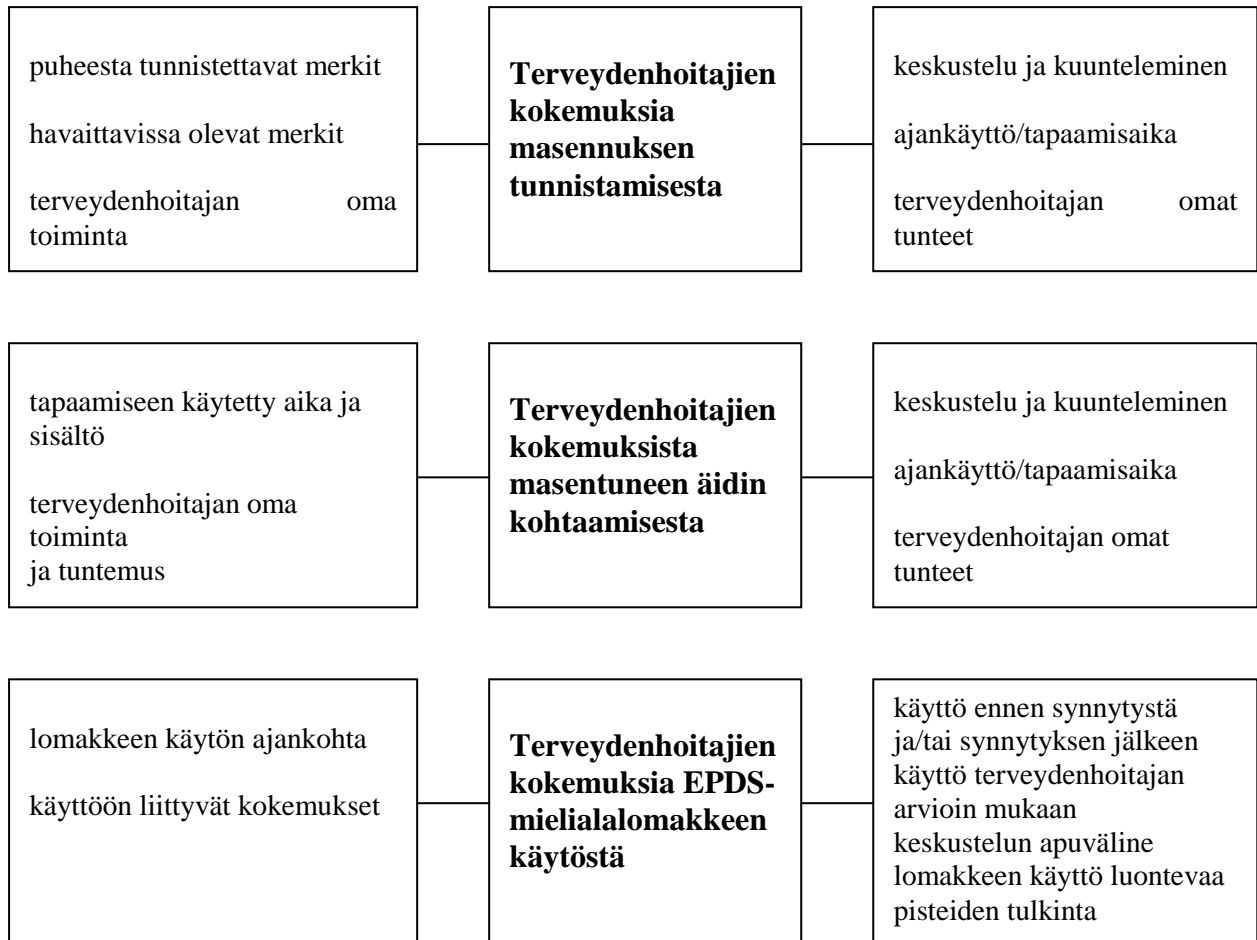 puheesta tunnistettavat merkit
havaittavissa olevat merkit
terveydenhoitajan oma
toiminta
Terveydenhoitajien
kokemuksia
masennuksen
tunnistamisesta
keskustelu ja kuunteleminen
ajankäyttö/tapaamisaika
terveydenhoitajan omat
tunteet
tapaamiseen käytetty aika ja
sisältö
terveydenhoitajan oma
toiminta
ja tuntemus
Terveydenhoitajien
kokemuksista
masentuneen äidin
kohtaamisesta
keskustelu ja kuunteleminen
ajankäyttö/tapaamisaika
terveydenhoitajan omat
tunteet
lomakkeen käytön ajankohta
käyttöön liittyvät kokemukset
Terveydenhoitajien
kokemuksia EPDS-
mielialalomakkeen
käytöstä
käyttö ennen synnytystä
ja/tai synnytyksen jälkeen
käyttö terveydenhoitajan
arvioin mukaan
keskustelun apuväline
lomakkeen käyttö luontevaa
pisteiden tulkinta